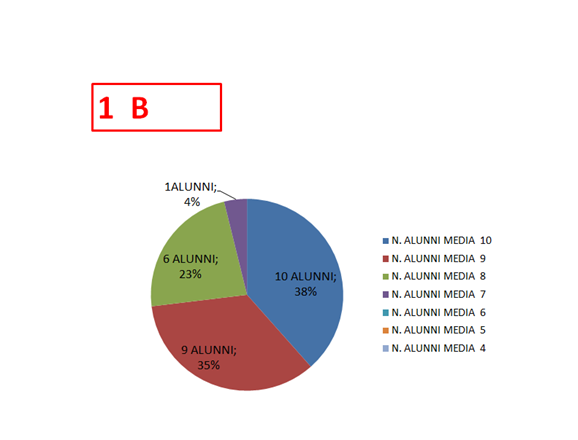 1 B
1ALUNNI;
4%
6 ALUNNI;
23%
10 ALUNNI;
38%
9 ALUNNI;
35%
N. ALUNNI MEDIA 10
N. ALUNNI MEDIA 9
N. ALUNNI MEDIA 8
N. ALUNNI MEDIA 7
N. ALUNNI MEDIA 6
N. ALUNNI MEDIA 5
N. ALUNNI MEDIA 4